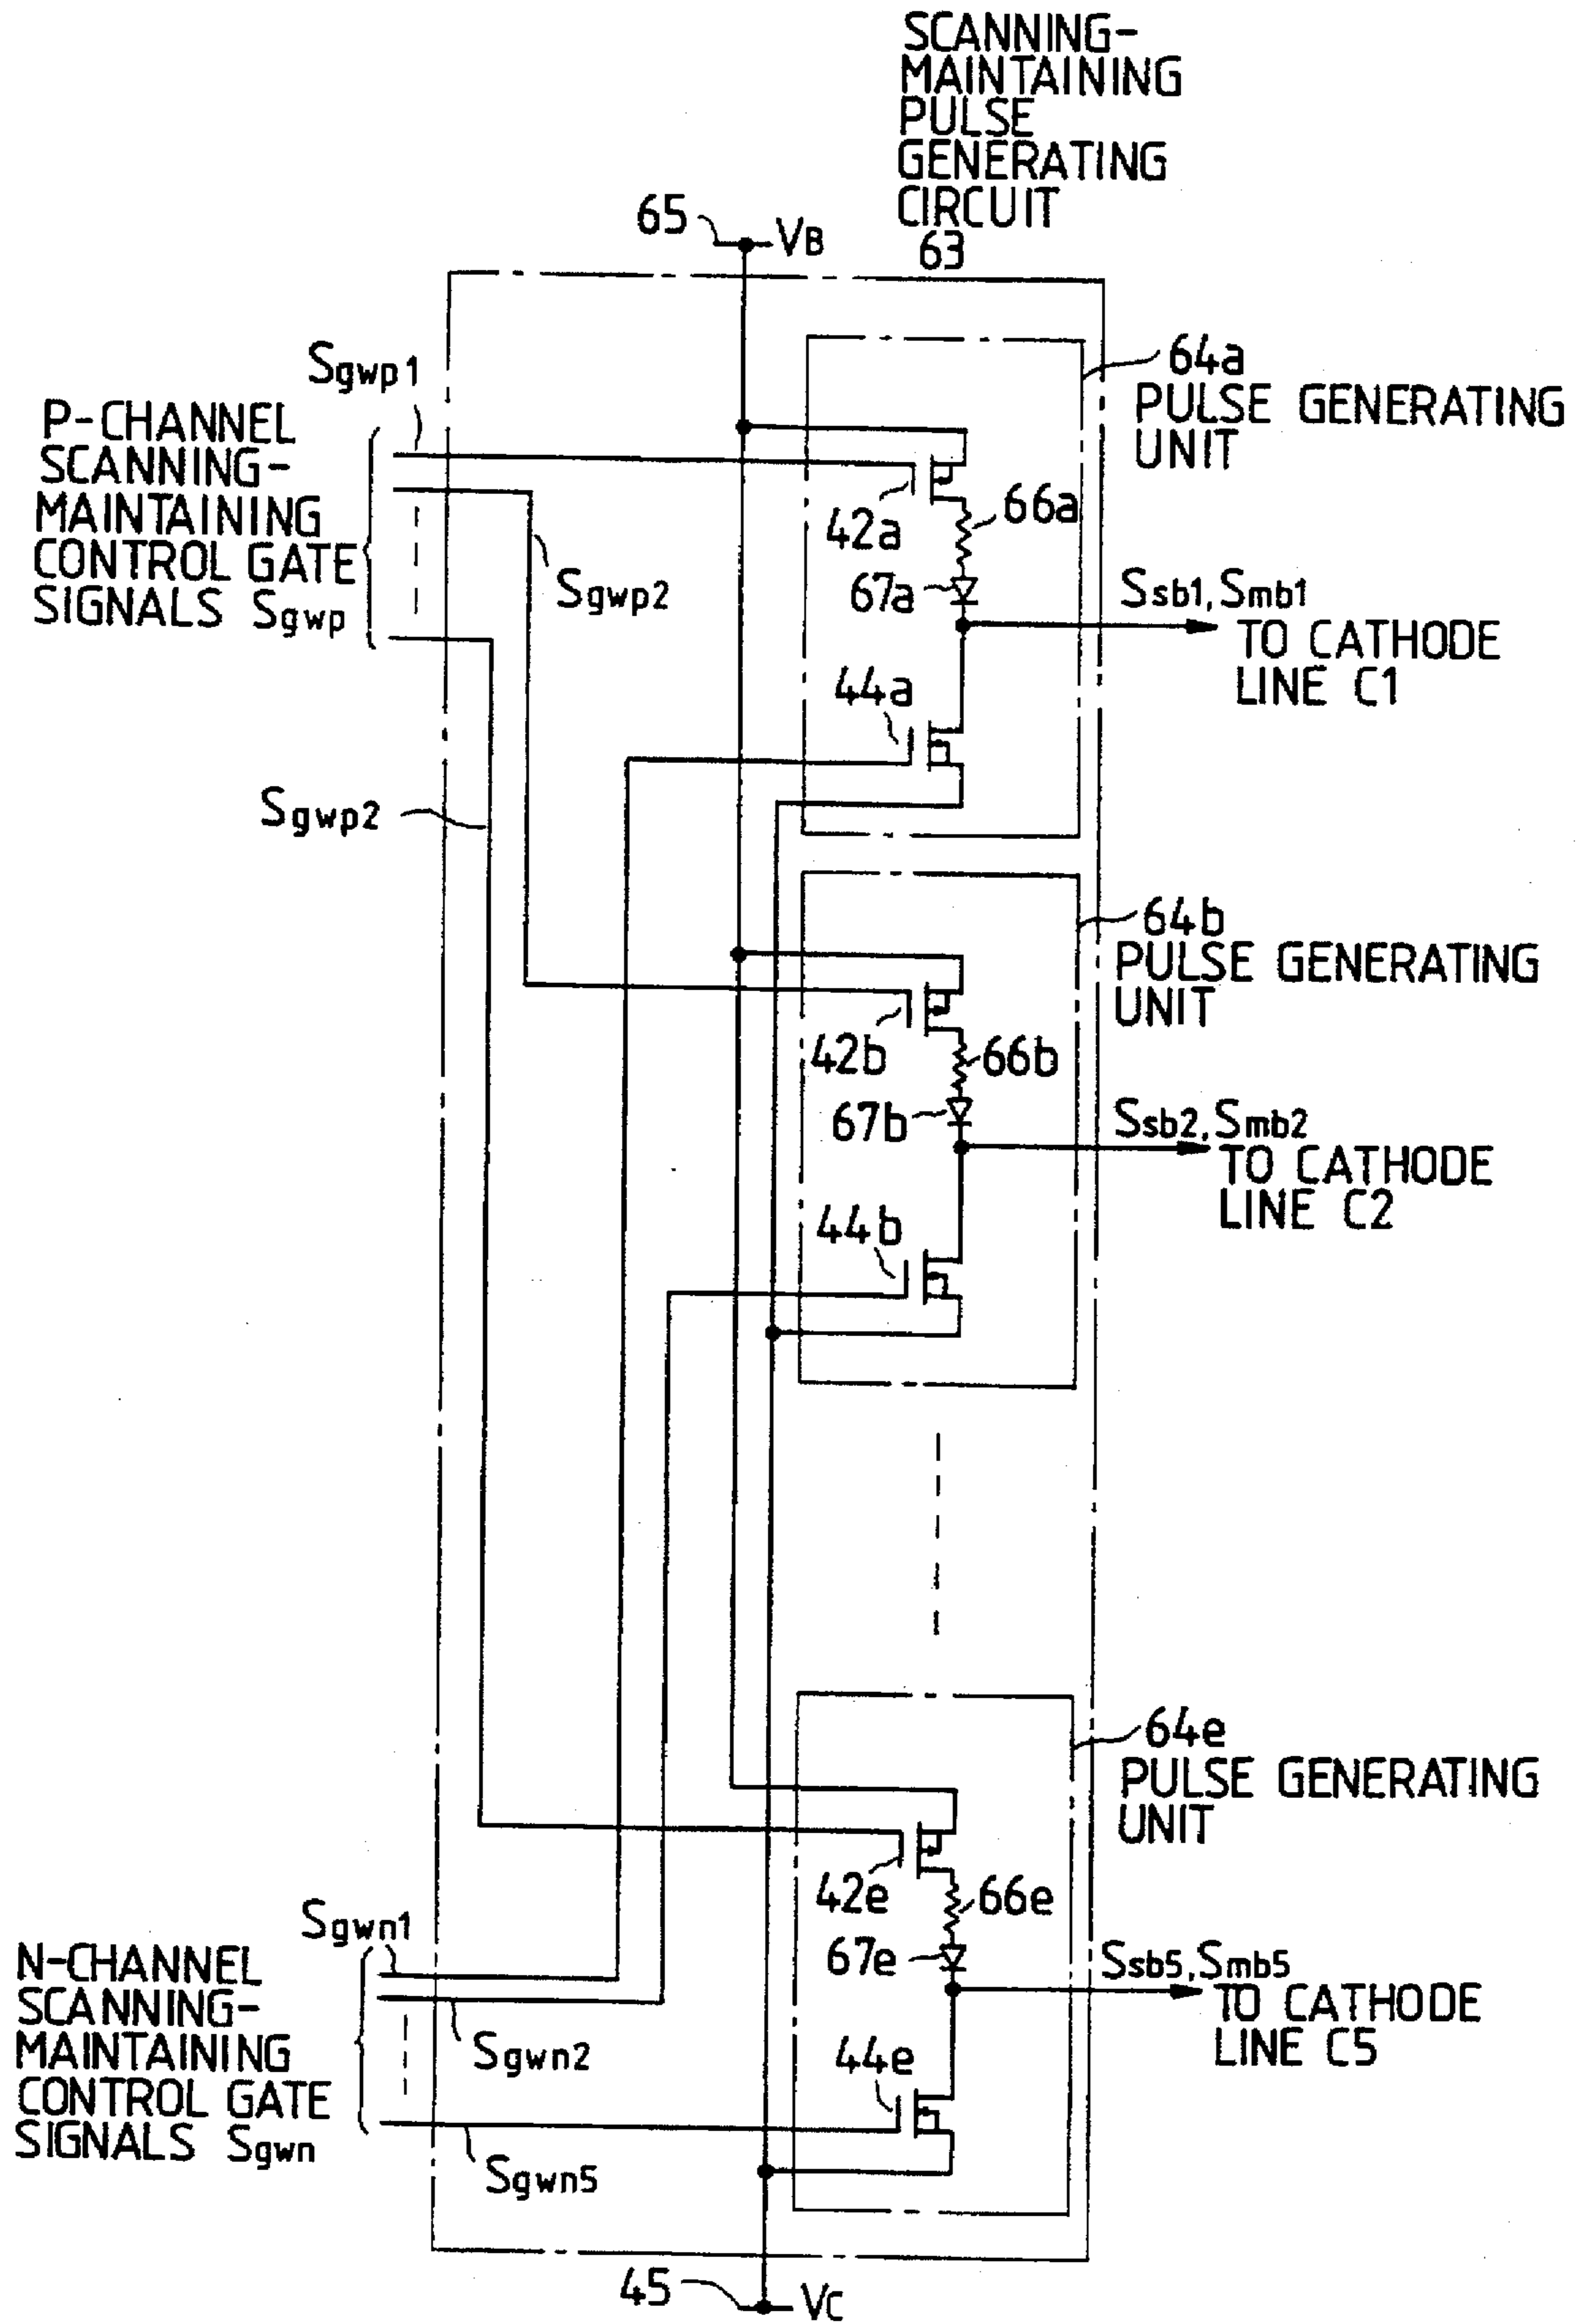 SCANNING-
MAINTAINING
PULSE
GENERATING
CIRCUIT
63
65
VB
Sgwp1
P-CHANNEL
SCANNING-
MAINTAINING
CONTROL GATE
SIGNALS Sgwp
Sgwp2
Sgwp2
64a
PULSE GENERATING
UNIT
42a
66a
67a
Ssb1, Smb1
TO CATHODE
LINE C1
44a
64b
PULSE GENERATING
UNIT
42b
66b
67b
Ssb2, Smb2
TO CATHODE
LINE C2
44b
64e
PULSE GENERATING
UNIT
42e
66e
67e
Ssb5, Smb5
TO CATHODE
LINE C5
44e
Sgwn1
N-CHANNEL
SCANNING-
MAINTAINING
CONTROL GATE
SIGNALS Sgwn
Sgwn2
Sgwn5
45
VC